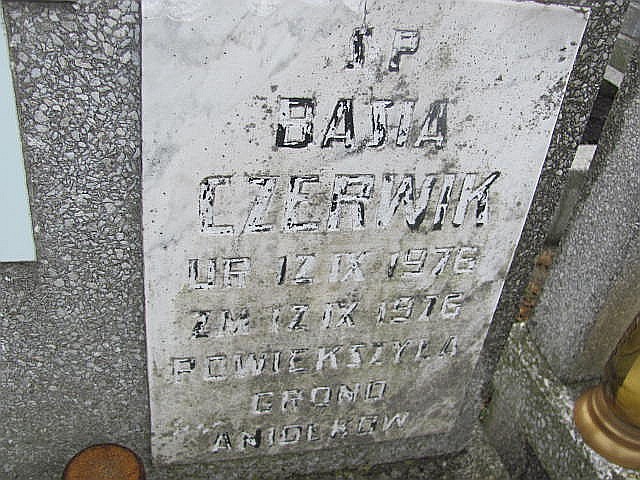 ŚP
BASIA
CZERWIK
UR 12 IX 1976
ZM 12 IX 1976
POWIĘKSZYŁA
GRONO
ANIOŁKÓW